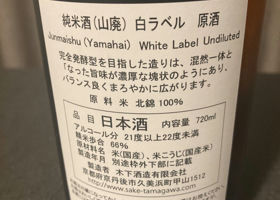 純米酒(山廃) 白ラベル 原酒
Junmaishu (Yamahai) White Label Undiluted
完全発酵型を目指した造りは、混然一体と
なった旨味が濃厚な塊状のようにあり、
バランス良くまろやかに広がります。
原料米 北錦100%
品目 日本酒 内容量 720ml
アルコール分 21度以上22度未満
精米歩合 66%
原材料名 米(国産)、米こうじ(国産米)
製造年月 別途枠外下部に記載
製造者 木下酒造有限会社
京都府京丹後市久美浜町甲山1512
www.sake-tamagawa.com